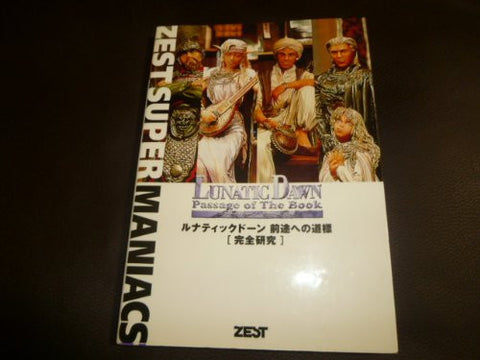 ZEST SUPER MANIACS
LUNATIC DAWN
Passage of The Book
ルナティックドーン 前途への道標
[ 完全研究 ]
ZEST